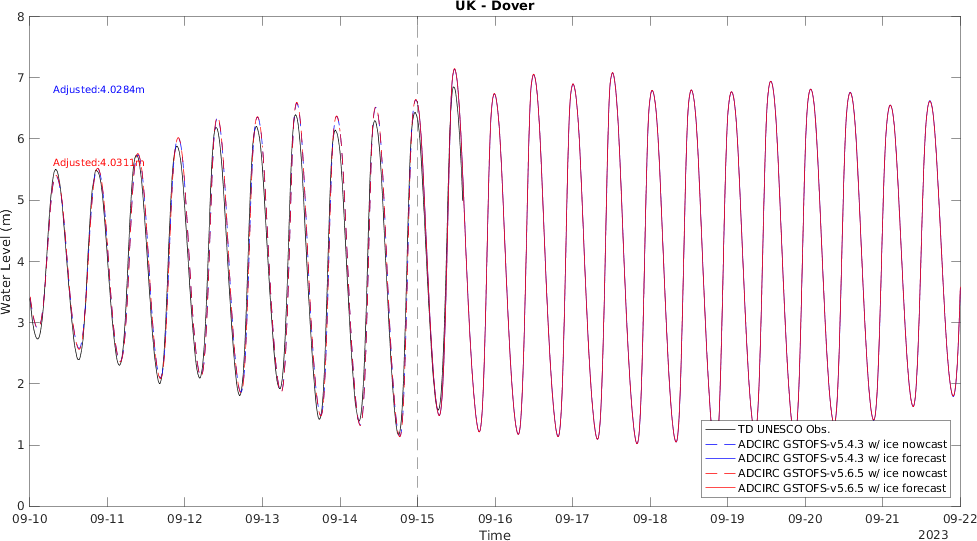 UK - Dover
8
7
6
5
4
3
2
1
0
Water Level (m)
Adjusted:4.0284m
Adjusted:4.0311m
TD UNESCO Obs.
ADCIRC GSTOFS-v5.4.3 w/ ice nowcast
ADCIRC GSTOFS-v5.4.3 w/ ice forecast
ADCIRC GSTOFS-v5.6.5 w/ ice nowcast
ADCIRC GSTOFS-v5.6.5 w/ ice forecast
09-10 09-11 09-12 09-13 09-14 09-15 09-16 09-17 09-18 09-19 09-20 09-21 09-22
Time
2023